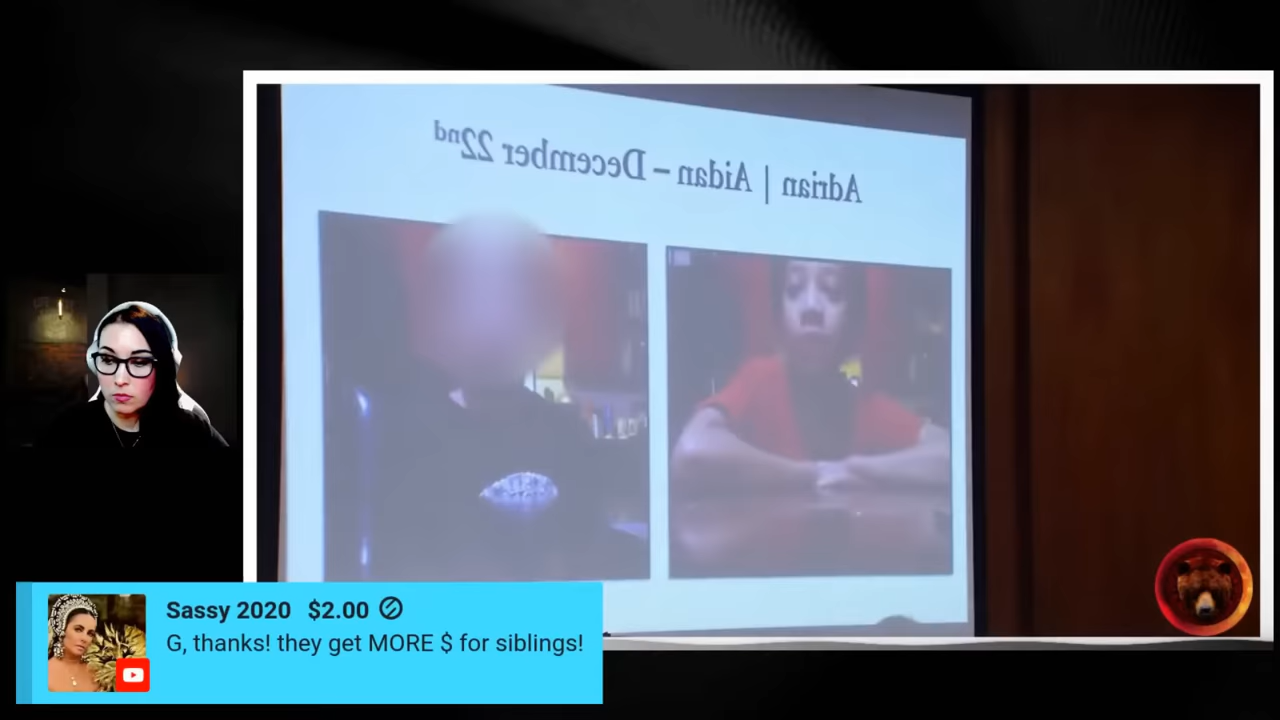 Adrian | Aidan – December 22nd
Sassy 2020 $2.00
G, thanks! they get MORE $ for siblings!